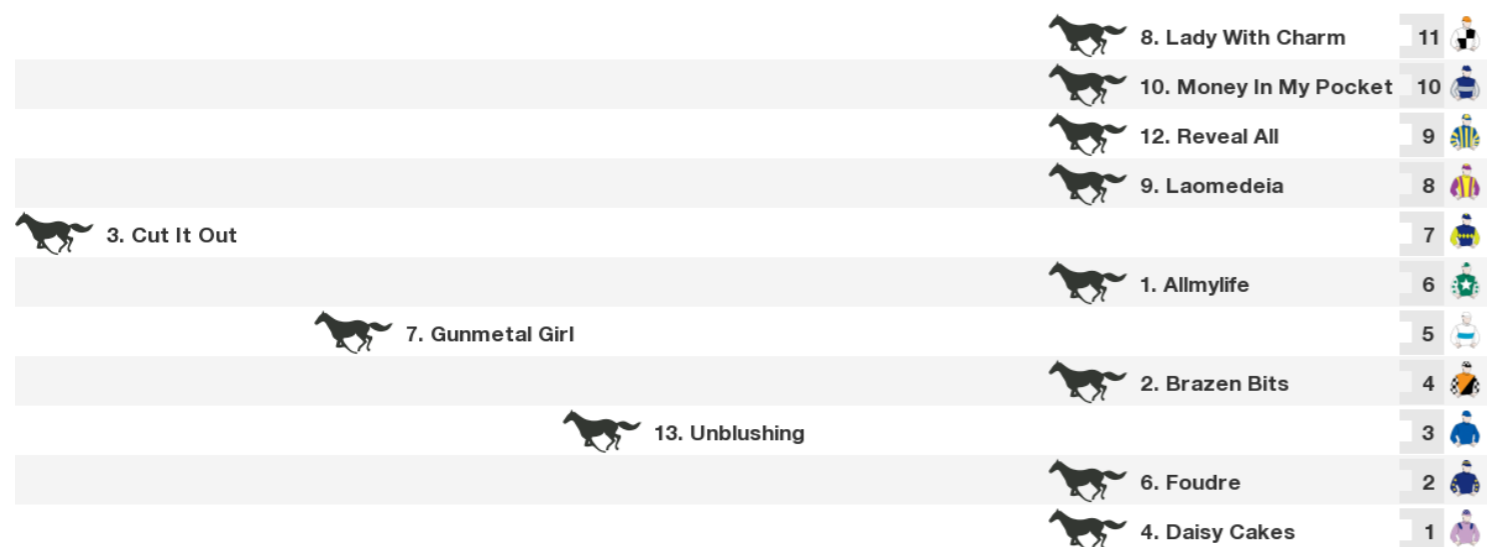 8. Lady With Charm 11
10. Money In My Pocket 10
12. Reveal All 9
9. Laomedeia 8
3. Cut It Out 7
1. Allmylife 6
7. Gunmetal Girl 5
2. Brazen Bits 4
13. Unblushing 3
6. Foudre 2
4. Daisy Cakes 1